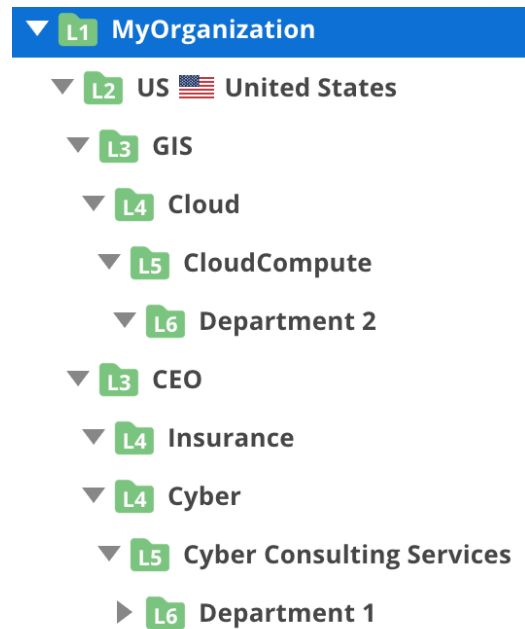 L1 MyOrganization
L2 US United States
L3 GIS
L4 Cloud
L5 CloudCompute
L6 Department 2
L3 CEO
L4 Insurance
L4 Cyber
L5 Cyber Consulting Services
L6 Department 1